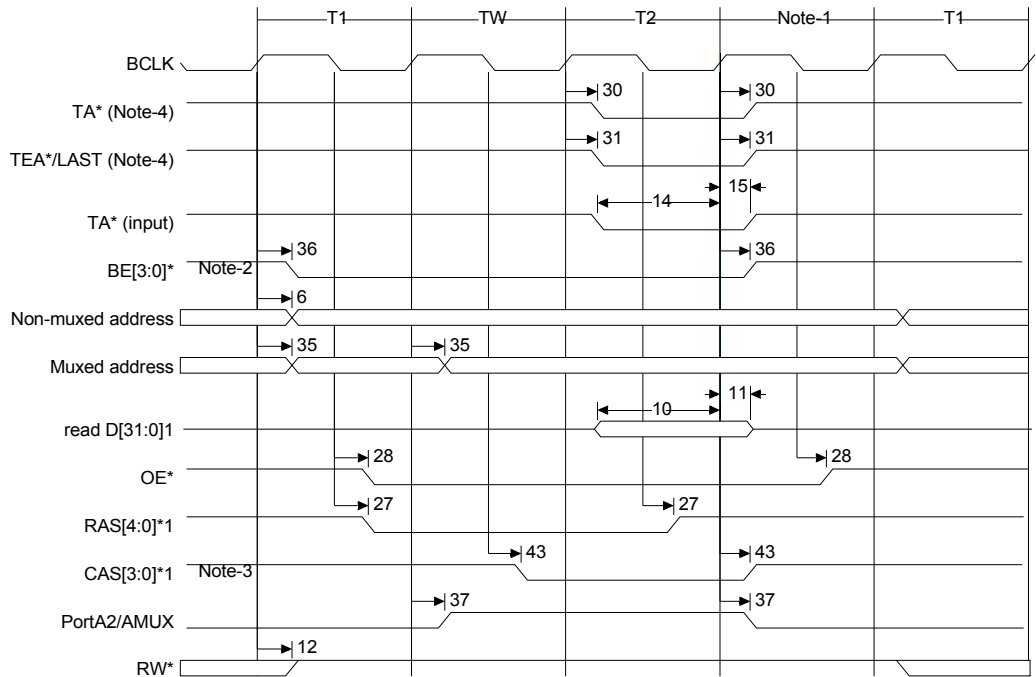 T1 TW T2 Note-1 T1
BCLK
30 30
TA* (Note-4)
31 31
TEA*/LAST (Note-4)
15
14
TA* (input)
36 36
BE[3:0]* Note-2
6
Non-muxed address
35 35
Muxed address
11
10
read D[31:0]1
28 28
OE*
27 27
RAS[4:0]*1
43 43
CAS[3:0]*1 Note-3
37 37
PortA2/AMUX
12
RW*